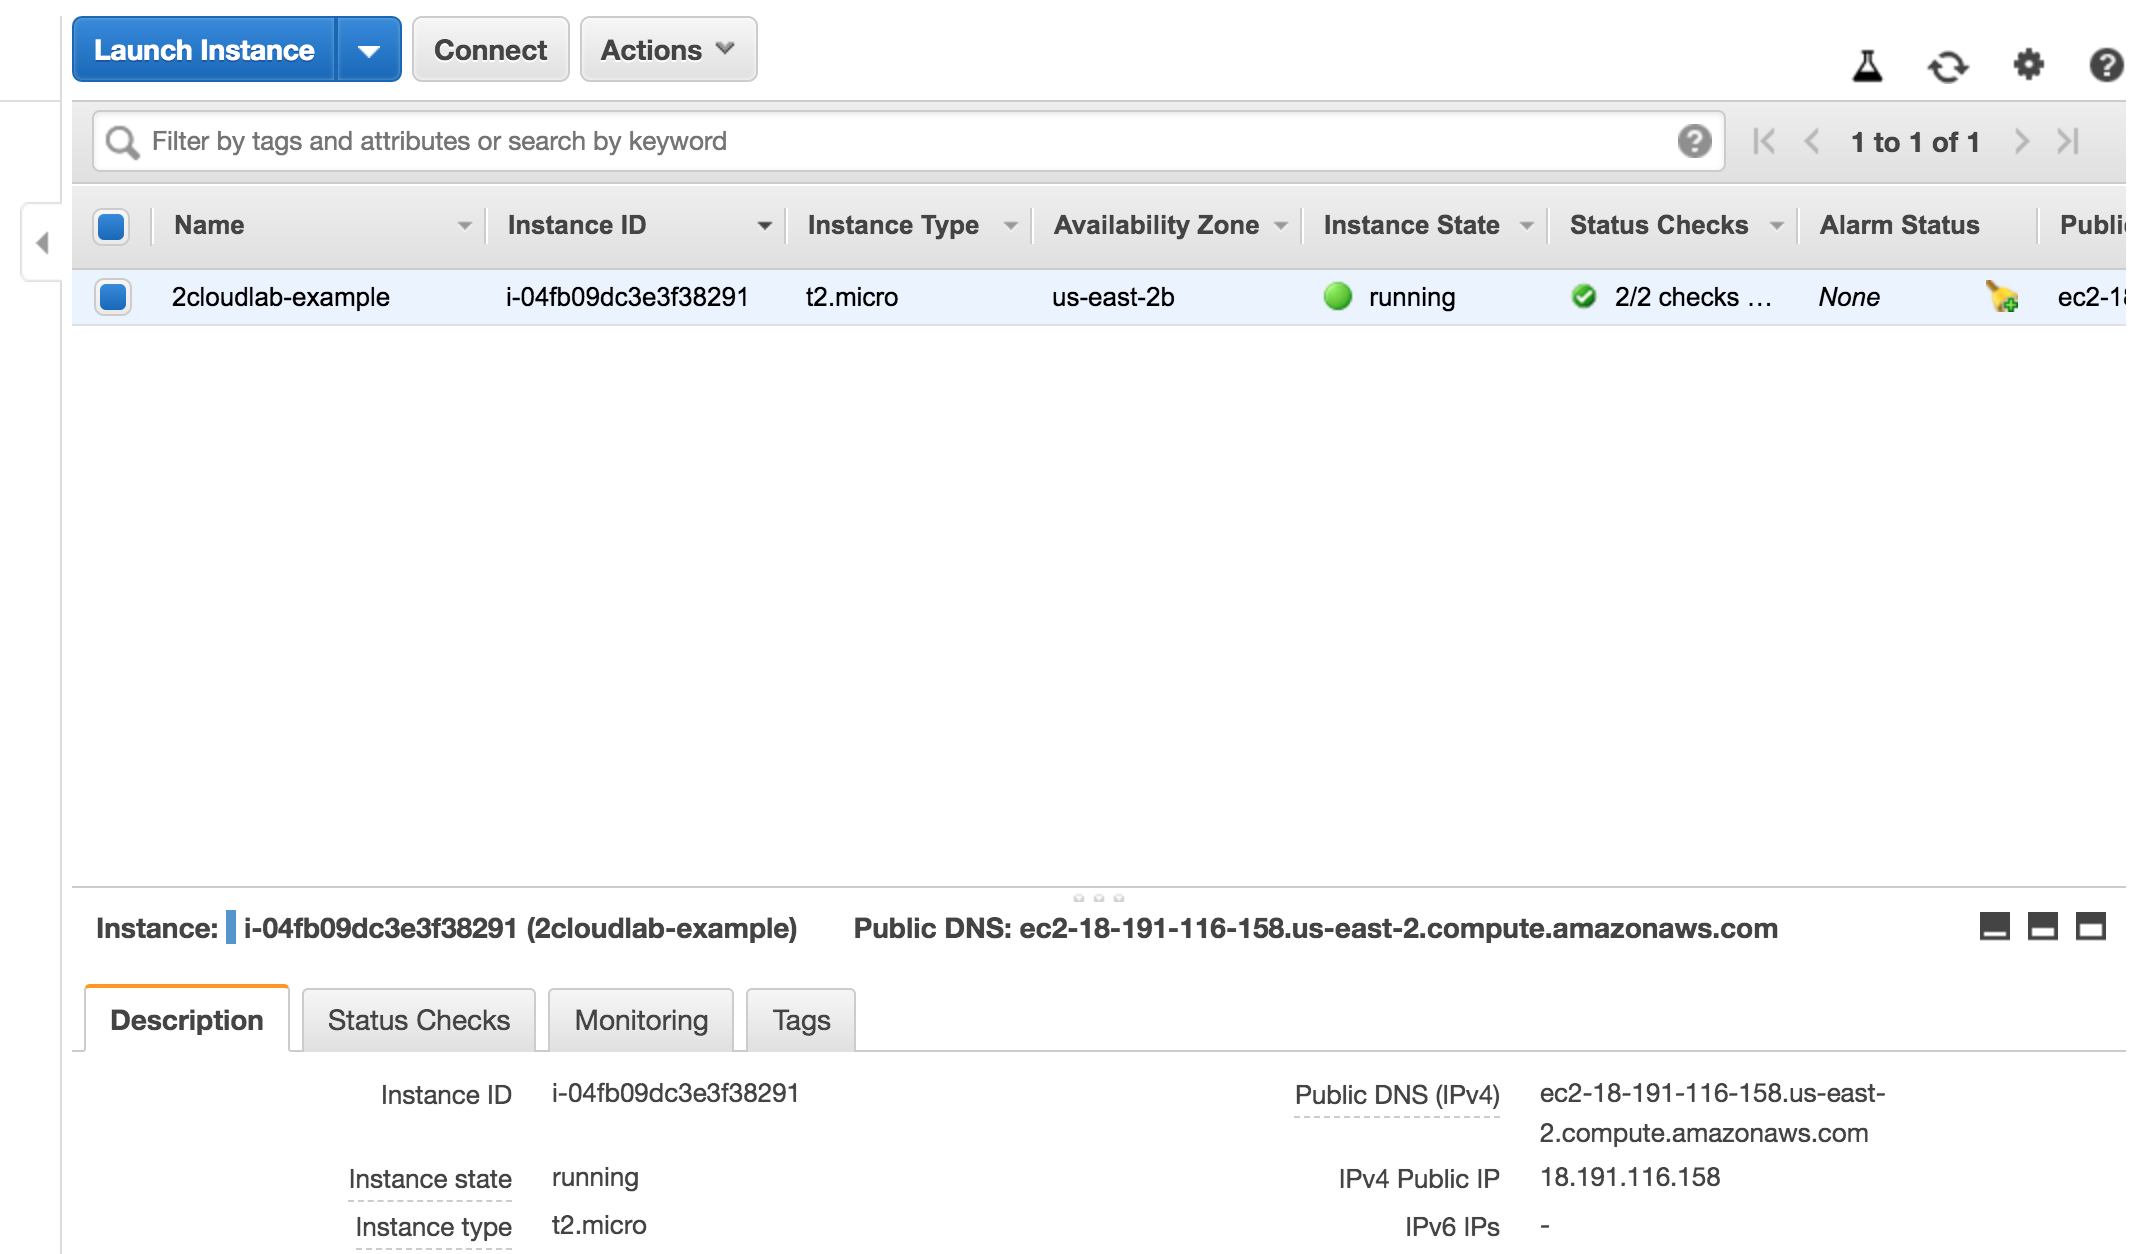 Launch Instance Connect Actions
Filter by tags and attributes or search by keyword 1 to 1 of 1
Name Instance ID Instance Type Availability Zone Instance State Status Checks Alarm Status Publi
2cloudlab-example i-04fb09dc3e3f38291 t2.micro us-east-2b running 2/2 checks ... None ec2-18
Instance: i-04fb09dc3e3f38291 (2cloudlab-example) Public DNS: ec2-18-191-116-158.us-east-2.compute.amazonaws.com
Description Status Checks Monitoring Tags
Instance ID i-04fb09dc3e3f38291 Public DNS (IPv4) ec2-18-191-116-158.us-east-
2.compute.amazonaws.com
Instance state running IPv4 Public IP 18.191.116.158
Instance type t2.micro IPv6 IPs -